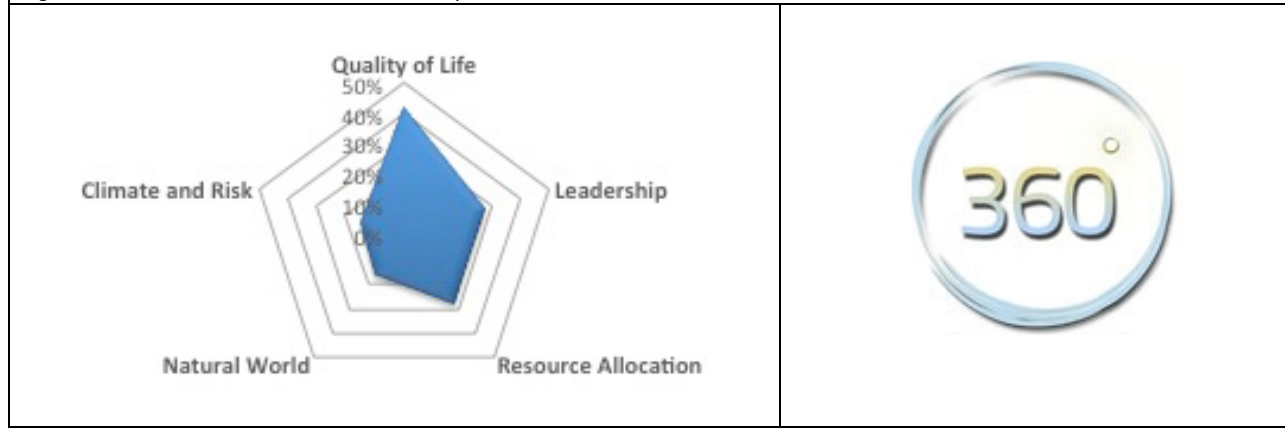 Quality of Life
50%
40%
30%
20%
10%
0%
Climate and Risk
Leadership
Natural World
Resource Allocation
360°